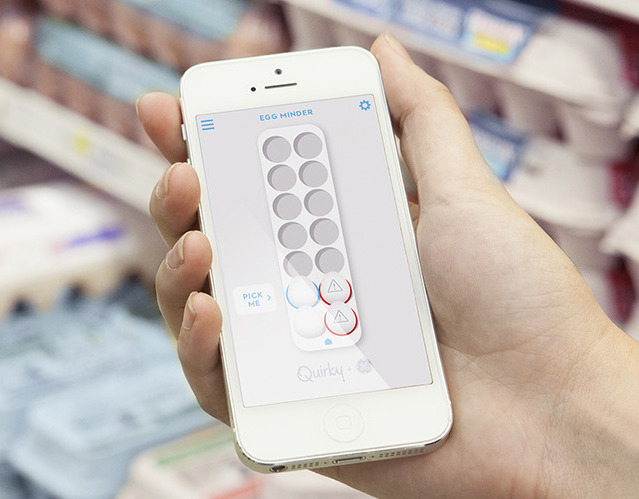 EGG MINDER
PICK
ME
Quirky +